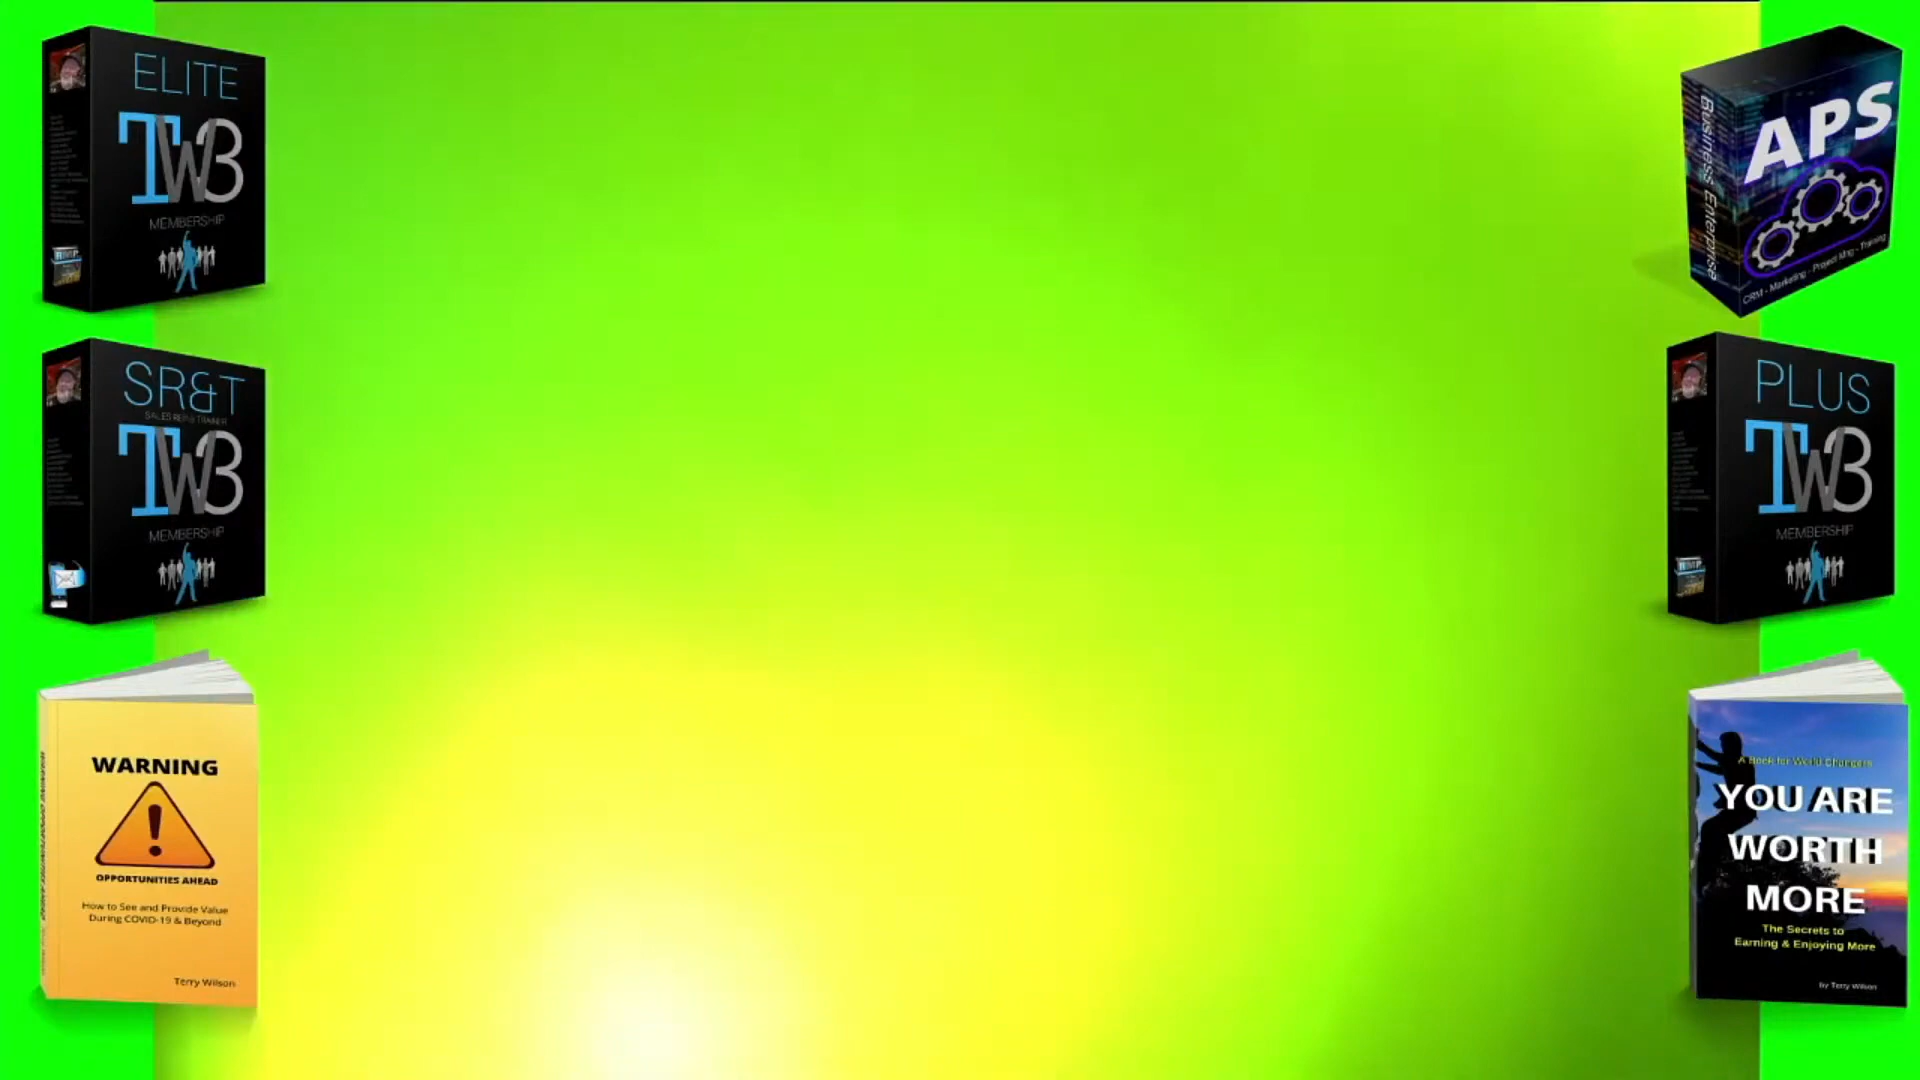 ELITE
TW3
MEMBERSHIP
SR&T
SALES REP & TRAINER
TW3
MEMBERSHIP
WARNING
OPPORTUNITIES AHEAD
How to See and Provide Value
During COVID-19 & Beyond
Terry Wilson
APS
Business Enterprise
CRM - Marketing - Project Mng - Training
PLUS
TW3
MEMBERSHIP
A Book for World Changers
YOU ARE
WORTH
MORE
The Secrets to
Earning & Enjoying More
by Terry Wilson